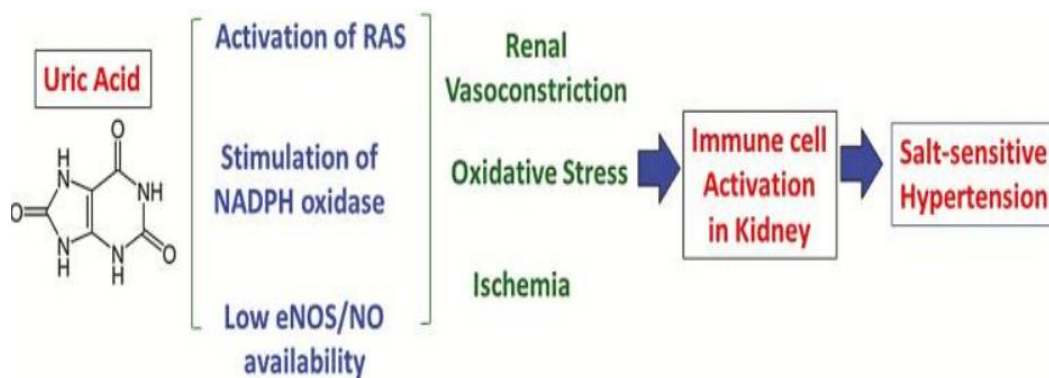 Uric Acid
O
H
N
NH
O
N
H
N
H
O
Activation of RAS
Stimulation of
NADPH oxidase
Low eNOS/NO
availability
Renal
Vasoconstriction
Oxidative Stress
Ischemia
Immune cell
Activation
in Kidney
Salt-sensitive
Hypertension